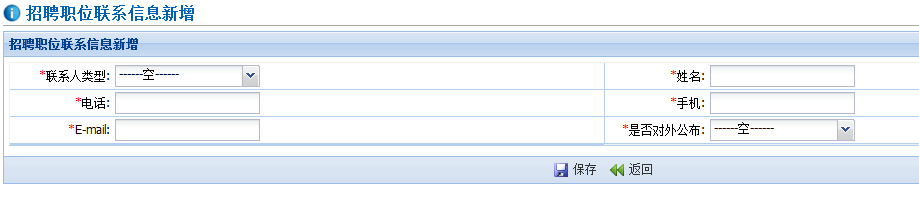 招聘职位联系信息新增
招聘职位联系信息新增
*联系人类型: ------空------ *姓名:
*电话: *手机:
*E-mail: *是否对外公布: ------空------
保存 返回